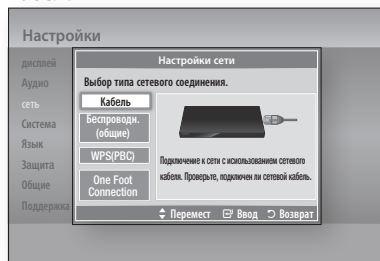 Настройки
дисплей
Аудио
сеть
Система
Язык
Защита
Общие
Поддержка
Настройки сети
Выбор типа сетевого соединения.
Кабель
Беспроводн.
(общие)
WPS(PBC)
One Foot
Connection
Подключение к сети с использованием сетевого
кабеля. Проверьте, подключен ли сетевой кабель.
Перемест Ввод Возврат